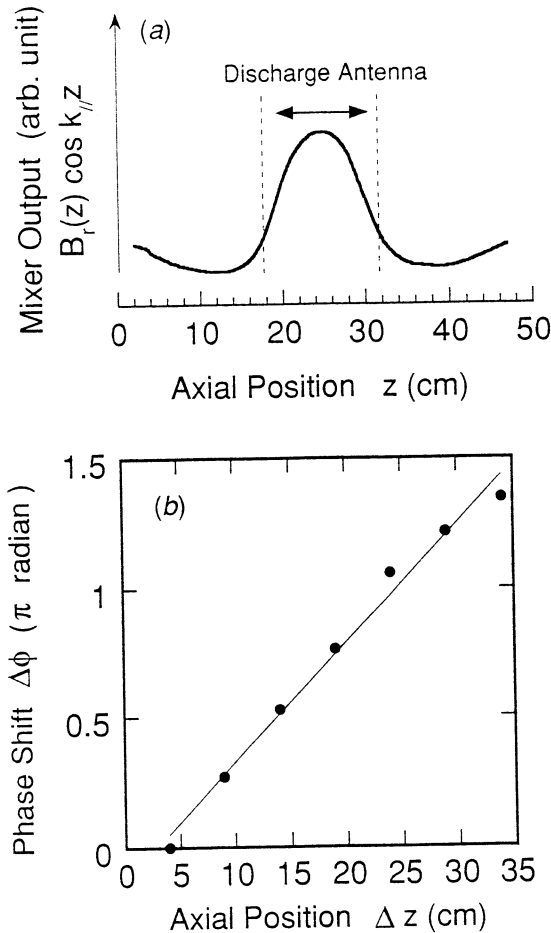 (a)
Discharge Antenna
Mixer Output (arb. unit)
B_r(z) cos k_//z
0 10 20 30 40 50
Axial Position z (cm)
(b)
Phase Shift Δϕ (π radian)
1.5
1
0.5
0
0 5 10 15 20 25 30 35
Axial Position Δz (cm)